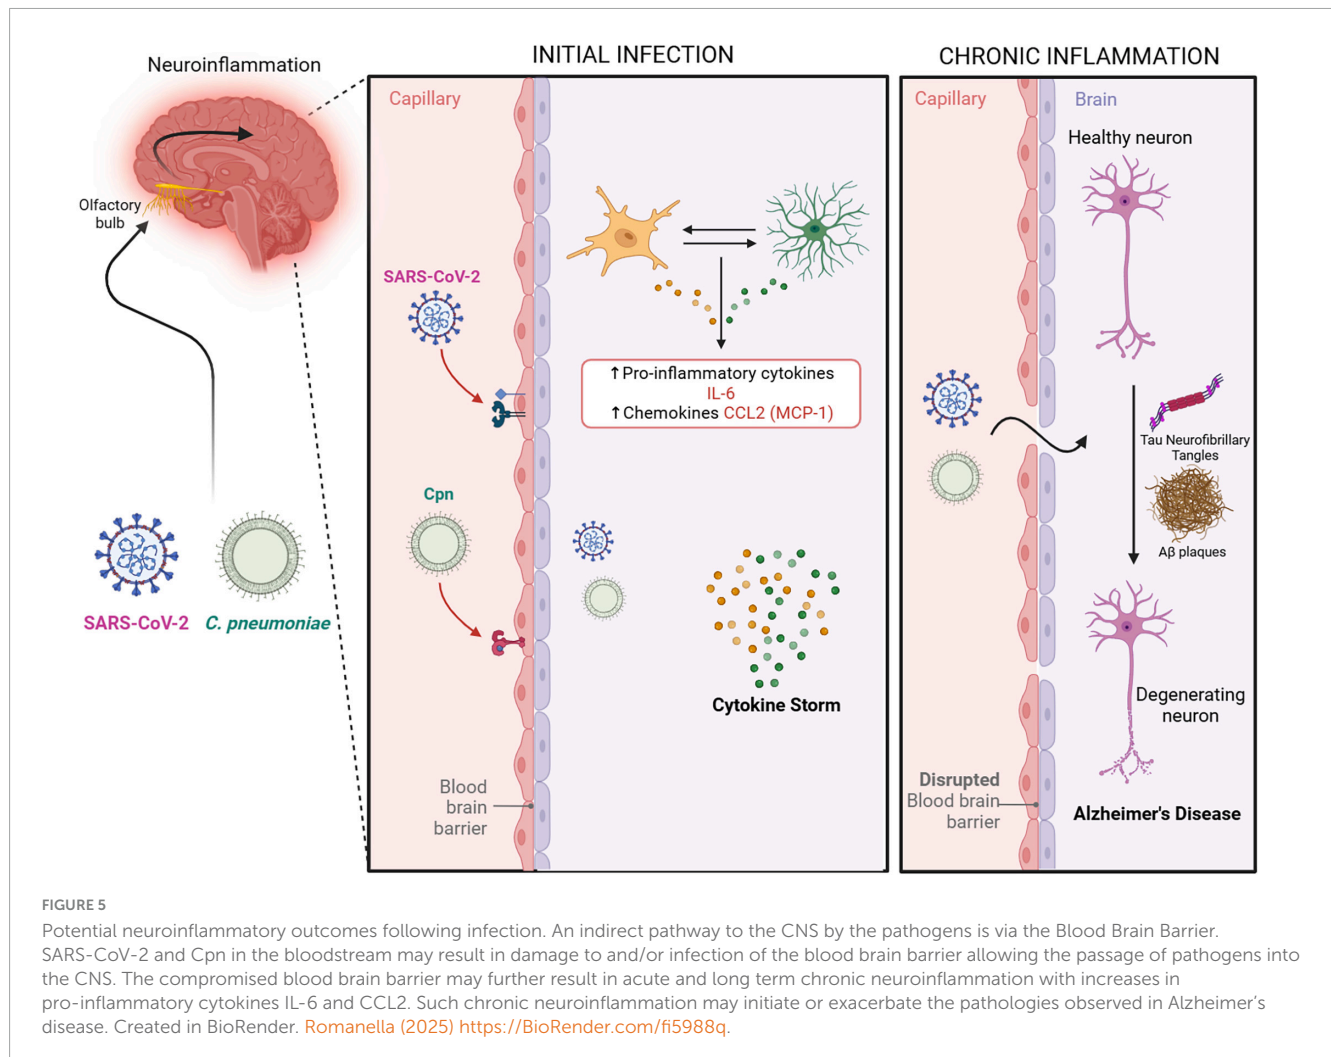 Neuroinflammation
Olfactory
bulb
SARS-CoV-2
C. pneumoniae
INITIAL INFECTION
Capillary
SARS-CoV-2
↑Pro-inflammatory cytokines
IL-6
↑Chemokines CCL2 (MCP-1)
Cpn
Cytokine Storm
Blood
brain
barrier
CHRONIC INFLAMMATION
Capillary
Brain
Healthy neuron
Tau Neurofibrillary
Tangles
Aβ plaques
Degenerating
neuron
Disrupted
Blood brain
barrier
Alzheimer's Disease
FIGURE 5
Potential neuroinflammatory outcomes following infection. An indirect pathway to the CNS by the pathogens is via the Blood Brain Barrier.
SARS-CoV-2 and Cpn in the bloodstream may result in damage to and/or infection of the blood brain barrier allowing the passage of pathogens into
the CNS. The compromised blood brain barrier may further result in acute and long term chronic neuroinflammation with increases in
pro-inflammatory cytokines IL-6 and CCL2. Such chronic neuroinflammation may initiate or exacerbate the pathologies observed in Alzheimer's
disease. Created in BioRender. Romanella (2025) https://BioRender.com/fi5988q.